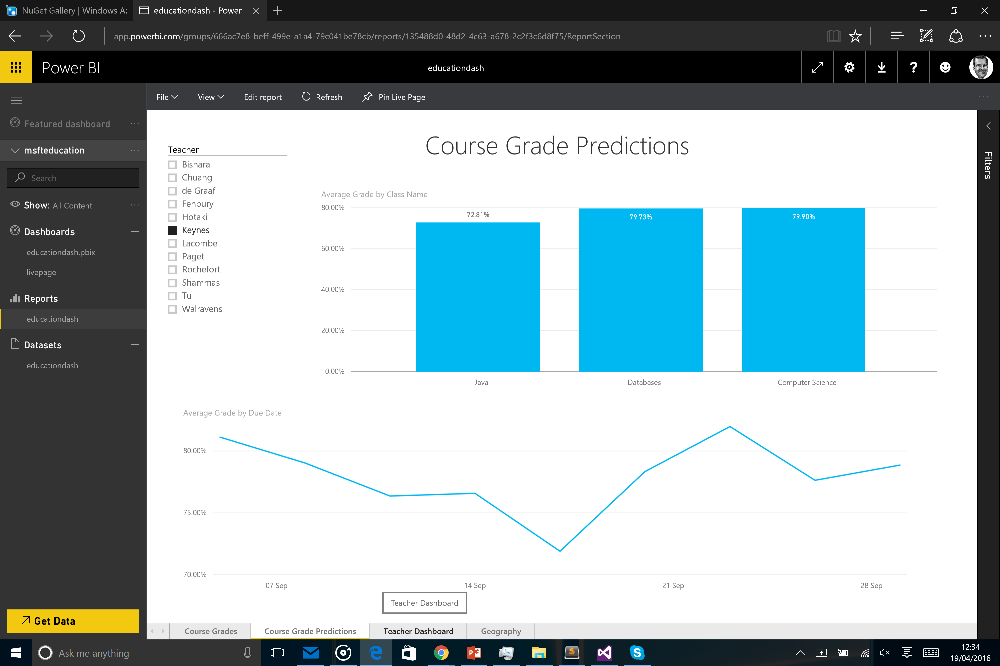 NuGet Gallery | Windows Az
educationdash - Power I
app.powerbi.com/groups/666ac7e8-beff-499e-a1a4-79c041be78cb/reports/135488d0-48d2-4c63-a678-2c2f3c6d8f75/ReportSection
Power BI
educationdash
?
File
View
Edit report
Refresh
Pin Live Page
Featured dashboard
msfteducation
Search
Show: All Content
Dashboards
educationdash.pbix
livepage
Reports
educationdash
Datasets
educationdash
Get Data
Filters
Course Grade Predictions
Teacher
Bishara
Chuang
de Graaf
Fenbury
Hotaki
Keynes
Lacombe
Paget
Rochefort
Shammas
Tu
Walravens
Average Grade by Class Name
80.00%
60.00%
40.00%
20.00%
0.00%
72.81%
79.73%
79.90%
Java
Databases
Computer Science
Average Grade by Due Date
80.00%
75.00%
70.00%
07 Sep
14 Sep
21 Sep
28 Sep
Teacher Dashboard
Course Grades
Course Grade Predictions
Teacher Dashboard
Geography
Ask me anything
12:34
19/04/2016